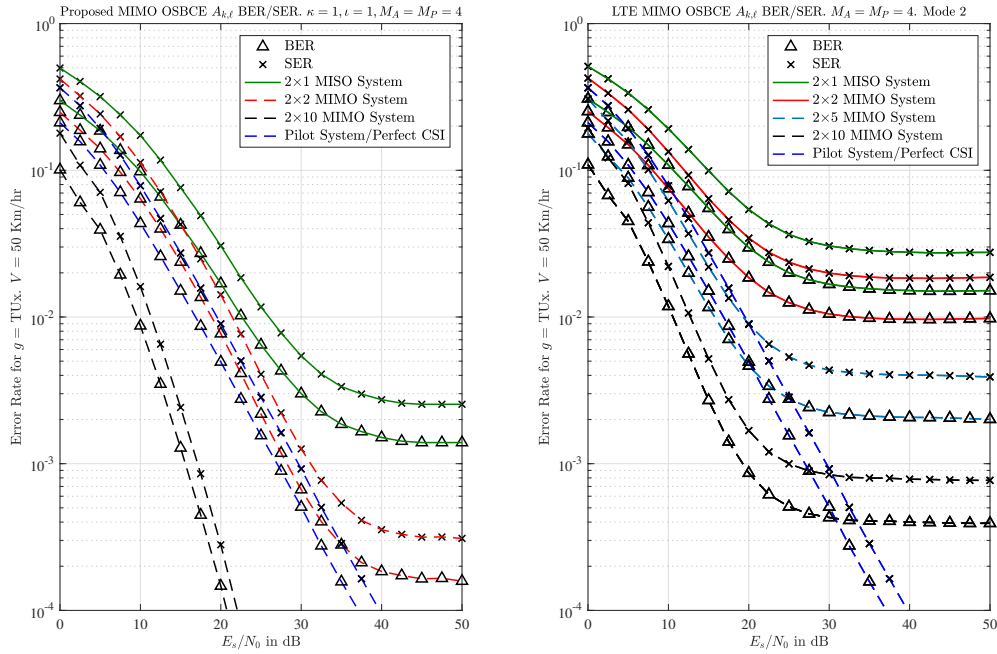 Proposed MIMO OSBCE A_{k,ℓ} BER/SER. κ = 1, ι = 1, M_A = M_P = 4
10^0
10^{-1}
10^{-2}
10^{-3}
10^{-4}
Error Rate for g = TUx. V = 50 Km/hr
BER
SER
2×1 MISO System
2×2 MIMO System
2×10 MIMO System
Pilot System/Perfect CSI
0 10 20 30 40 50
E_s/N_0 in dB
LTE MIMO OSBCE A_{k,ℓ} BER/SER. M_A = M_P = 4. Mode 2
10^0
10^{-1}
10^{-2}
10^{-3}
10^{-4}
Error Rate for g = TUx. V = 50 Km/hr
BER
SER
2×1 MISO System
2×2 MIMO System
2×5 MIMO System
2×10 MIMO System
Pilot System/Perfect CSI
0 10 20 30 40 50
E_s/N_0 in dB